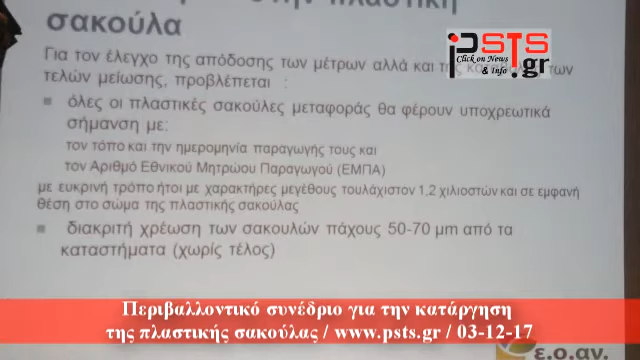 πλαστική
σακούλα
Για τον έλεγχο της απόδοσης των μέτρων αλλά και της των
τελών μείωσης, προβλέπεται :
όλες οι πλαστικές σακούλες μεταφοράς θα φέρουν υποχρεωτικά
σήμανση με:
τον τόπο και την ημερομηνία παραγωγής τους και
τον Αριθμό Εθνικού Μητρώου Παραγωγού (ΕΜΠΑ)
με ευκρινή τρόπο ήτοι με χαρακτήρες μεγέθους τουλάχιστον 1,2 χιλιοστών και σε εμφανή
θέση στο σώμα της πλαστικής σακούλας
διακριτή χρέωση των σακουλών πάχους 50-70 μm από τα
καταστήματα (χωρίς τέλος)
psts
Click on News
& Info
.gr
Περιβαλλοντικό συνέδριο για την κατάργηση
της πλαστικής σακούλας / www.psts.gr / 03-12-17
ε.ο.αν.